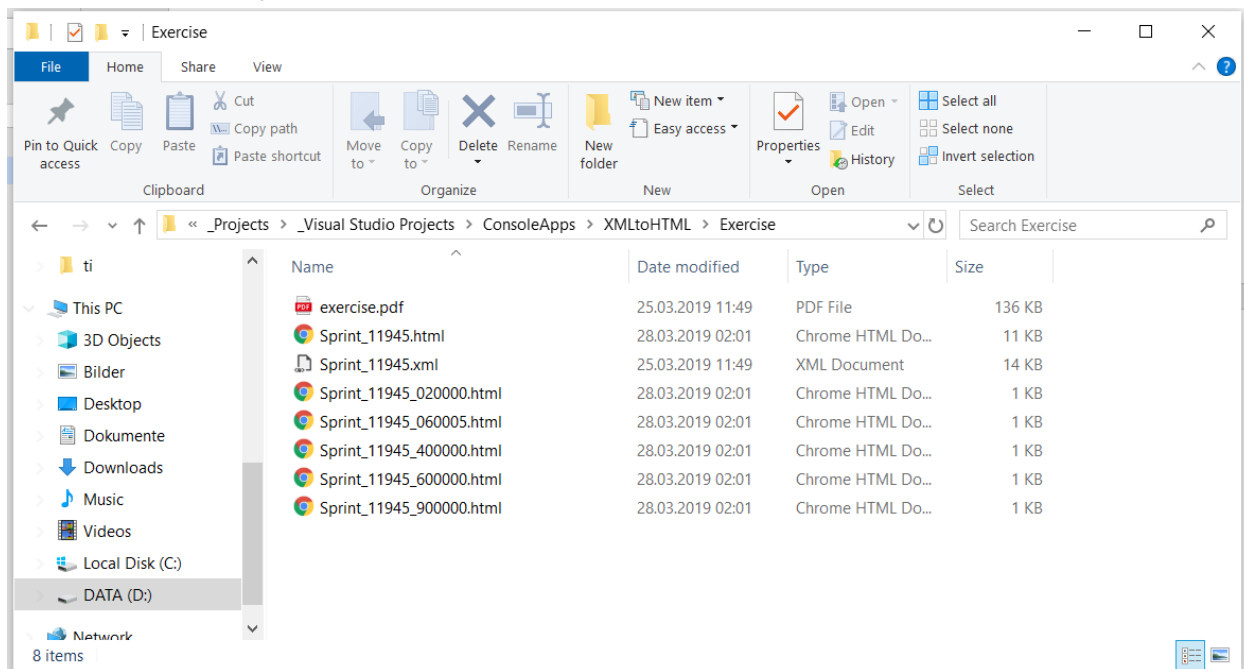 Exercise
File Home Share View
Pin to Quick access Copy Paste Cut Copy path Paste shortcut
Move to Copy to Delete Rename New folder New item Easy access
Properties Open Edit History Select all Select none Invert selection
Clipboard Organize New Open Select
« _Projects > _Visual Studio Projects > ConsoleApps > XMLtoHTML > Exercise Search Exercise
ti
This PC
3D Objects
Bilder
Desktop
Dokumente
Downloads
Music
Videos
Local Disk (C:)
DATA (D:)
Network
Name Date modified Type Size
exercise.pdf 25.03.2019 11:49 PDF File 136 KB
Sprint_11945.html 28.03.2019 02:01 Chrome HTML Do... 11 KB
Sprint_11945.xml 25.03.2019 11:49 XML Document 14 KB
Sprint_11945_020000.html 28.03.2019 02:01 Chrome HTML Do... 1 KB
Sprint_11945_060005.html 28.03.2019 02:01 Chrome HTML Do... 1 KB
Sprint_11945_400000.html 28.03.2019 02:01 Chrome HTML Do... 1 KB
Sprint_11945_600000.html 28.03.2019 02:01 Chrome HTML Do... 1 KB
Sprint_11945_900000.html 28.03.2019 02:01 Chrome HTML Do... 1 KB
8 items